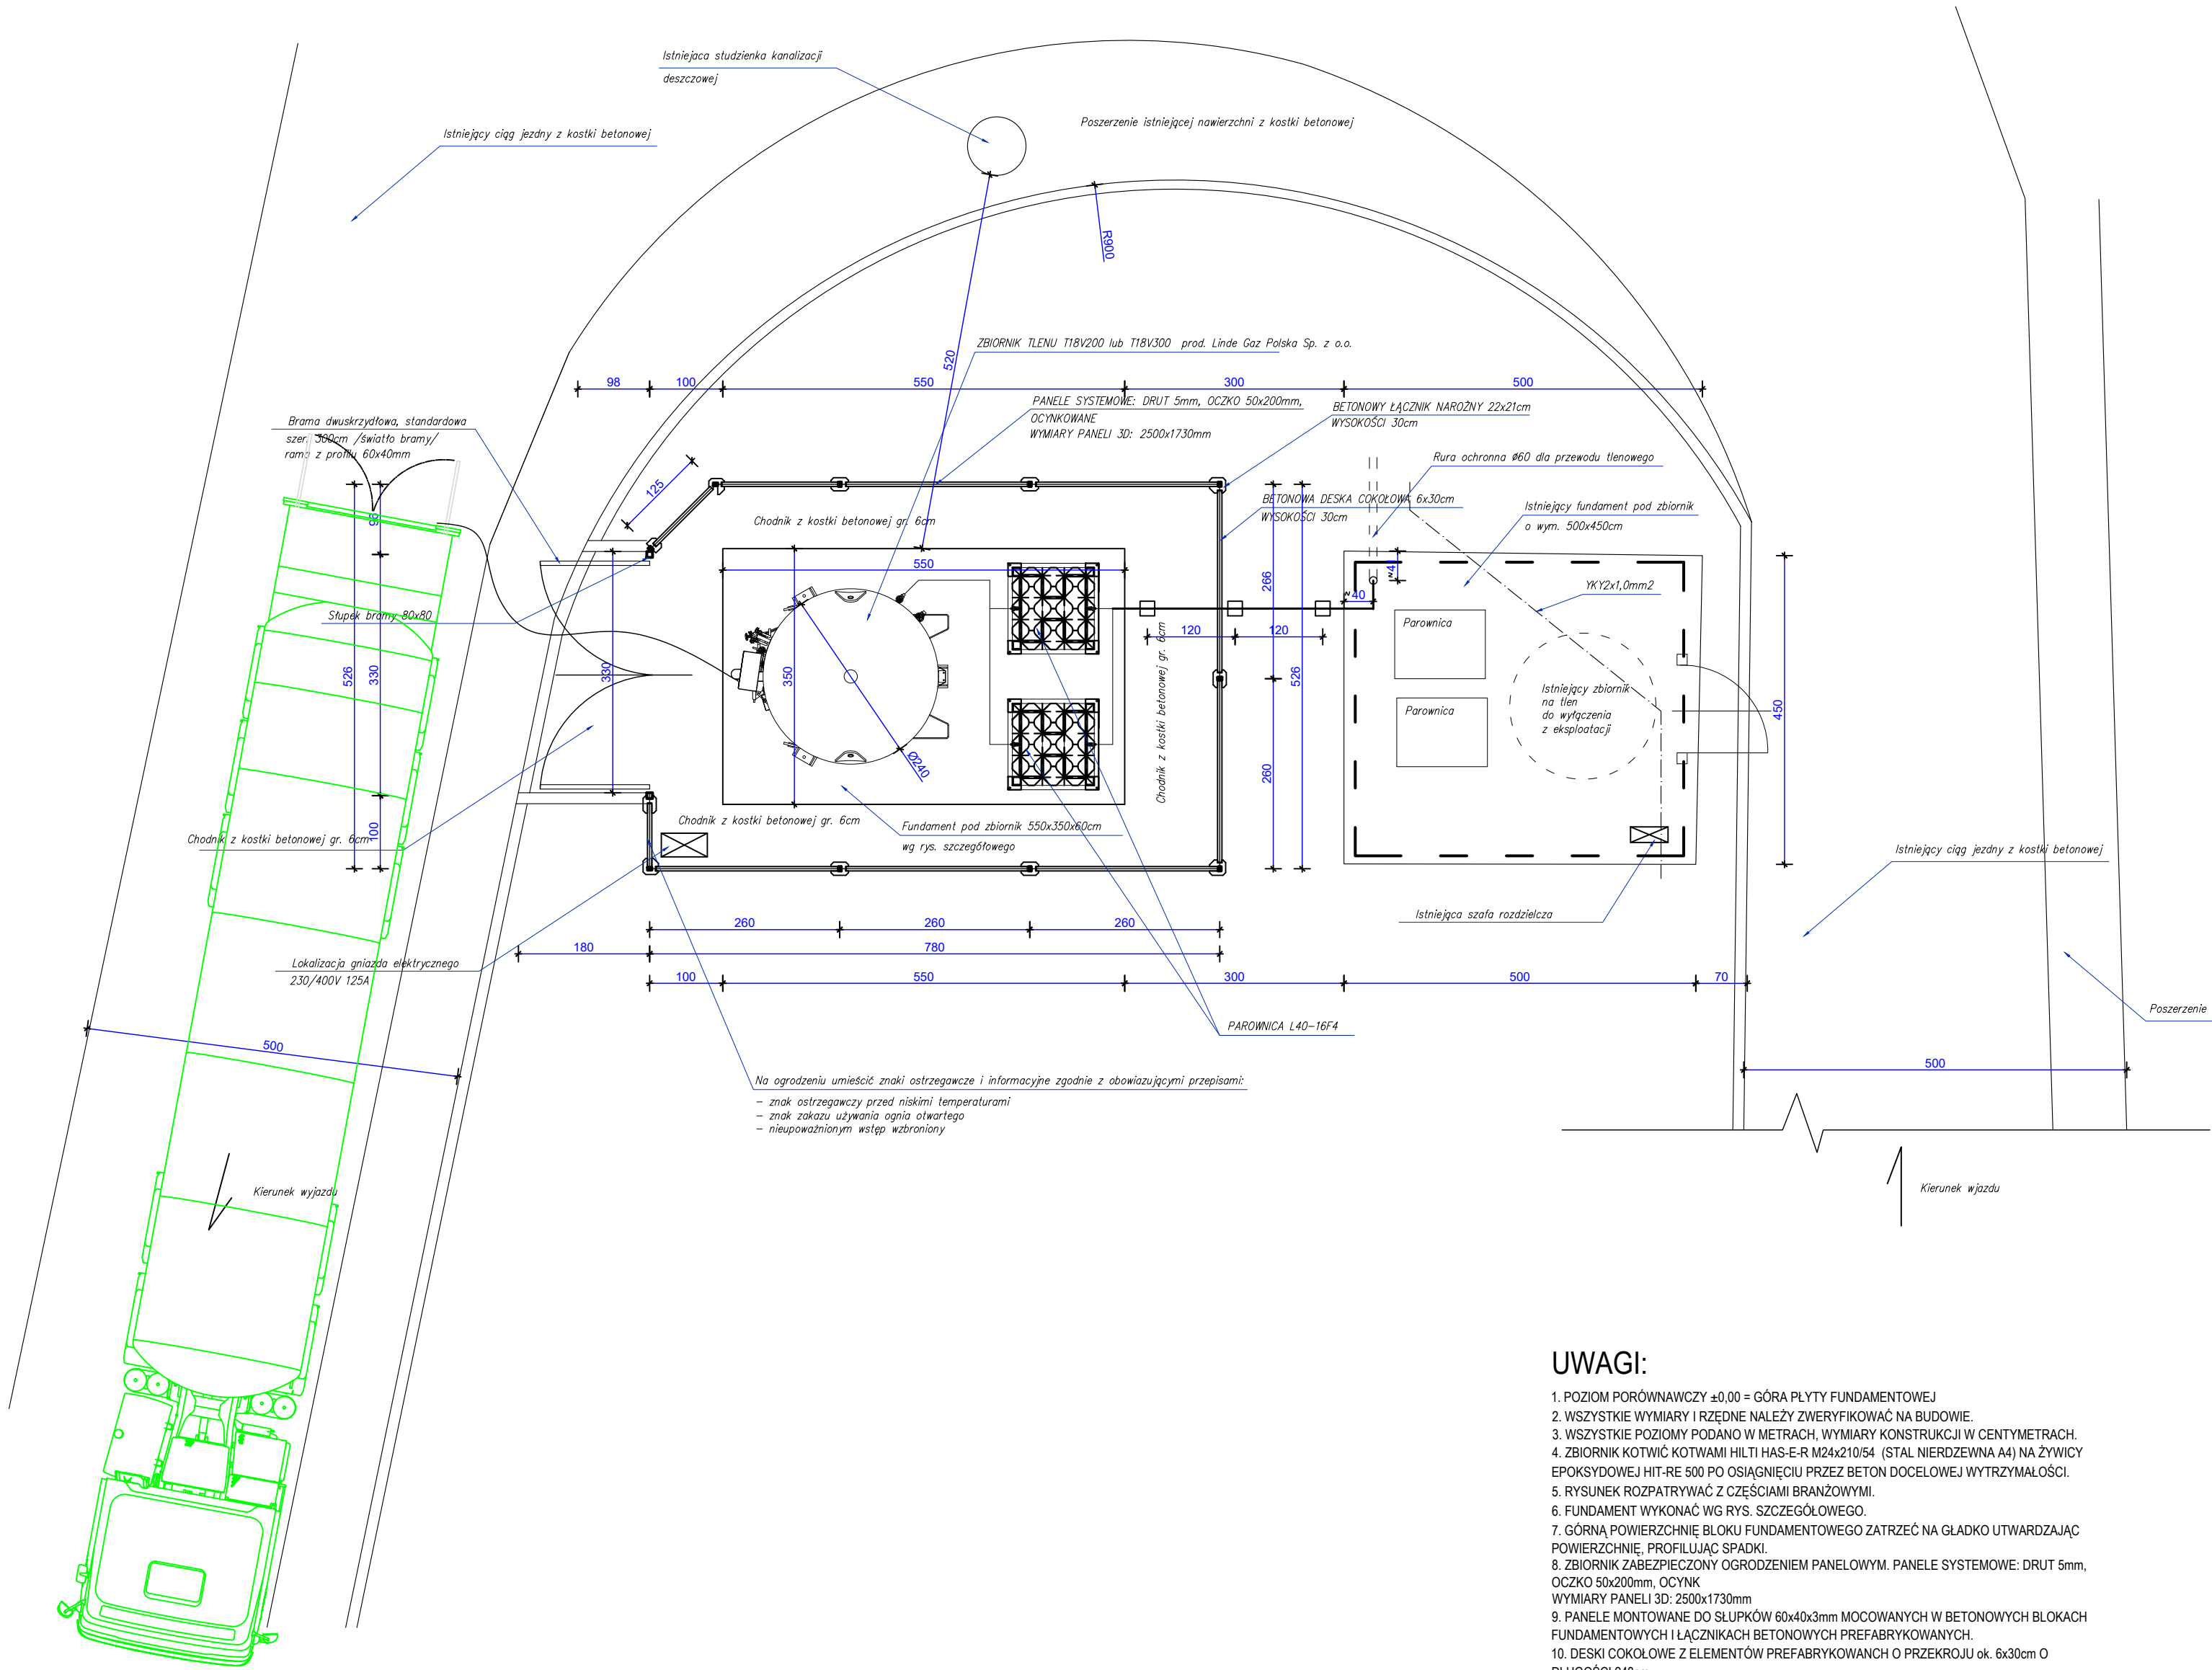 Istniejaca studzienka kanalizacji
deszczowej
Istniejący ciąg jezdny z kostki betonowej
Poszerzenie istniejącej nawierzchni z kostki betonowej
R600
520
ZBIORNIK TLENU T18V200 lub T18V300 prod. Linde Gaz Polska Sp. z o.o.
98
100
550
300
500
PANELE SYSTEMOWE: DRUT 5mm, OCZKO 50x200mm,
OCYNKOWANE
WYMIARY PANELI 3D: 2500x1730mm
BETONOWY ŁĄCZNIK NAROŻNY 22x21cm
WYSOKOŚCI 30cm
Brama dwuskrzydłowa, standardowa
szer. 300cm /światło bramy/
rama z profilu 60x40mm
Rura ochronna Ø60 dla przewodu tlenowego
125
BETONOWA DESKA COKOŁOWA 6x30cm
WYSOKOŚCI 30cm
Istniejący fundament pod zbiornik
o wym. 500x450cm
Chodnik z kostki betonowej gr. 6cm
98
550
266
~41
~40
YKY2x1,0mm2
Słupek bramy 80x80
120
120
Parownica
526
330
330
350
526
Chodnik z kostki betonowej gr. 6cm
Istniejący zbiornik
na tlen
do wyłączenia
z eksploatacji
Parownica
450
Ø240
260
Chodnik z kostki betonowej gr. 6cm
100
Chodnik z kostki betonowej gr. 6cm
Fundament pod zbiornik 550x350x60cm
wg rys. szczegółowego
Istniejący ciąg jezdny z kostki betonowej
Istniejąca szafa rozdzielcza
260
260
260
180
780
Lokalizacja gniazda elektrycznego
230/400V 125A
100
550
300
500
70
Poszerzenie
PAROWNICA L40-16F4
500
500
Na ogrodzeniu umieścić znaki ostrzegawcze i informacyjne zgodnie z obowiazującymi przepisami:
- znak ostrzegawczy przed niskimi temperaturami
- znak zakazu używania ognia otwartego
- nieupoważnionym wstęp wzbroniony
Kierunek wyjazdu
Kierunek wjazdu
UWAGI:
1. POZIOM PORÓWNAWCZY ±0,00 = GÓRA PŁYTY FUNDAMENTOWEJ
2. WSZYSTKIE WYMIARY I RZĘDNE NALEŻY ZWERYFIKOWAĆ NA BUDOWIE.
3. WSZYSTKIE POZIOMY PODANO W METRACH, WYMIARY KONSTRUKCJI W CENTYMETRACH.
4. ZBIORNIK KOTWIĆ KOTWAMI HILTI HAS-E-R M24x210/54 (STAL NIERDZEWNA A4) NA ŻYWICY
EPOKSYDOWEJ HIT-RE 500 PO OSIĄGNIĘCIU PRZEZ BETON DOCELOWEJ WYTRZYMAŁOŚCI.
5. RYSUNEK ROZPATRYWAĆ Z CZĘŚCIAMI BRANŻOWYMI.
6. FUNDAMENT WYKONAĆ WG RYS. SZCZEGÓŁOWEGO.
7. GÓRNĄ POWIERZCHNIĘ BLOKU FUNDAMENTOWEGO ZATRZEĆ NA GŁADKO UTWARDZAJĄC
POWIERZCHNIĘ, PROFILUJĄC SPADKI.
8. ZBIORNIK ZABEZPIECZONY OGRODZENIEM PANELOWYM. PANELE SYSTEMOWE: DRUT 5mm,
OCZKO 50x200mm, OCYNK
WYMIARY PANELI 3D: 2500x1730mm
9. PANELE MONTOWANE DO SŁUPKÓW 60x40x3mm MOCOWANYCH W BETONOWYCH BLOKACH
FUNDAMENTOWYCH I ŁĄCZNIKACH BETONOWYCH PREFABRYKOWANYCH.
10. DESKI COKOŁOWE Z ELEMENTÓW PREFABRYKOWANCH O PRZEKROJU ok. 6x30cm O